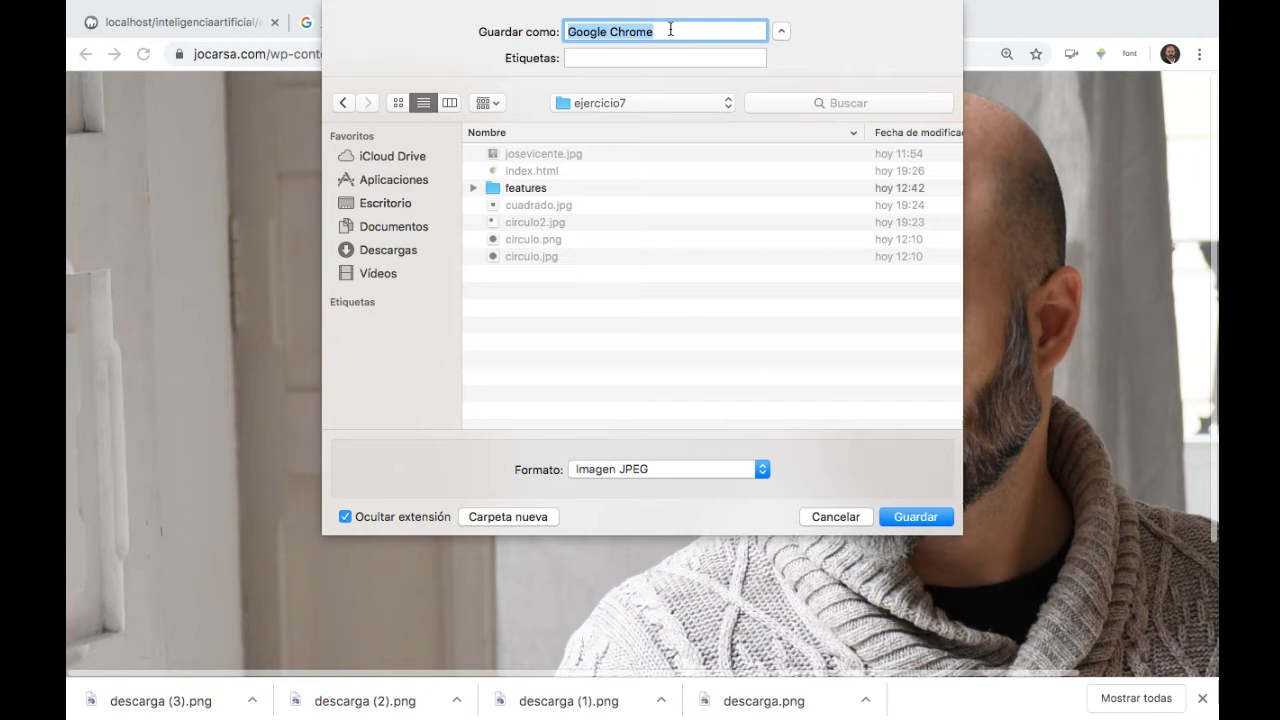 localhost/inteligenciaartificial/
jocarsa.com/wp-cont
font
Guardar como: Google Chrome
Etiquetas:
ejercicio7
Buscar
Favoritos
iCloud Drive
Aplicaciones
Escritorio
Documentos
Descargas
Vídeos
Etiquetas
Nombre Fecha de modifica
josevicente.jpg hoy 11:54
index.html hoy 19:26
features hoy 12:42
cuadrado.jpg hoy 19:24
circulo2.jpg hoy 19:23
circulo.png hoy 12:10
circulo.jpg hoy 12:10
Formato: Imagen JPEG
Ocultar extensión Carpeta nueva Cancelar Guardar
descarga (3).png descarga (2).png descarga (1).png descarga.png Mostrar todas